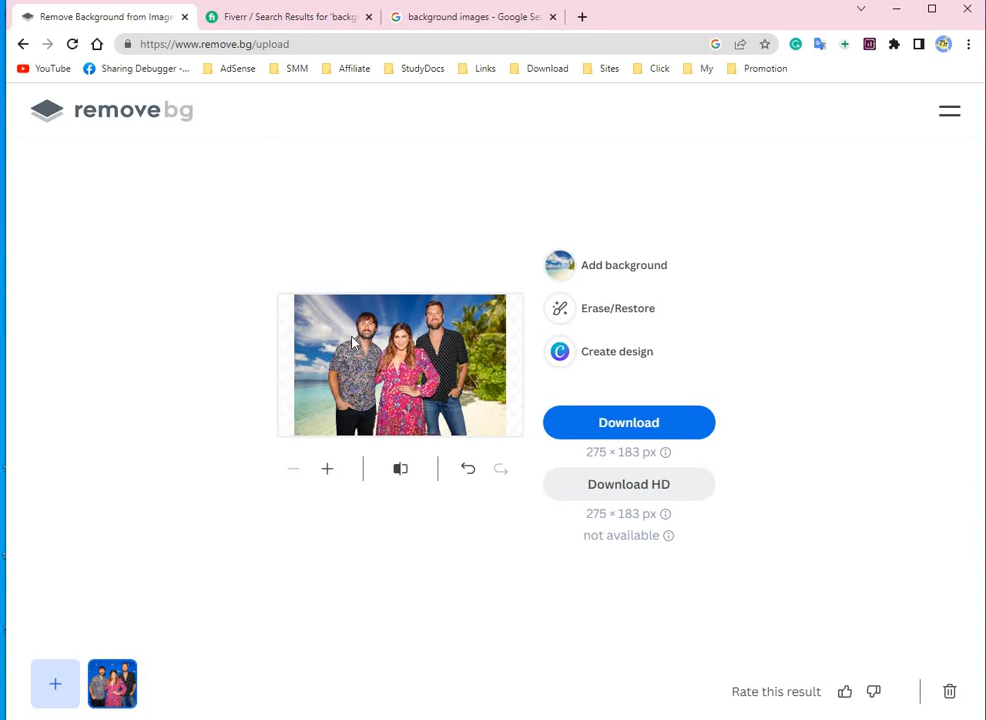 Remove Background from Image
Fiverr / Search Results for 'backg
background images - Google Se
https://www.remove.bg/upload
YouTube
Sharing Debugger -...
AdSense
SMM
Affiliate
StudyDocs
Links
Download
Sites
Click
My
Promotion
removebg
Add background
Erase/Restore
Create design
Download
275 × 183 px
Download HD
275 × 183 px
not available
Rate this result